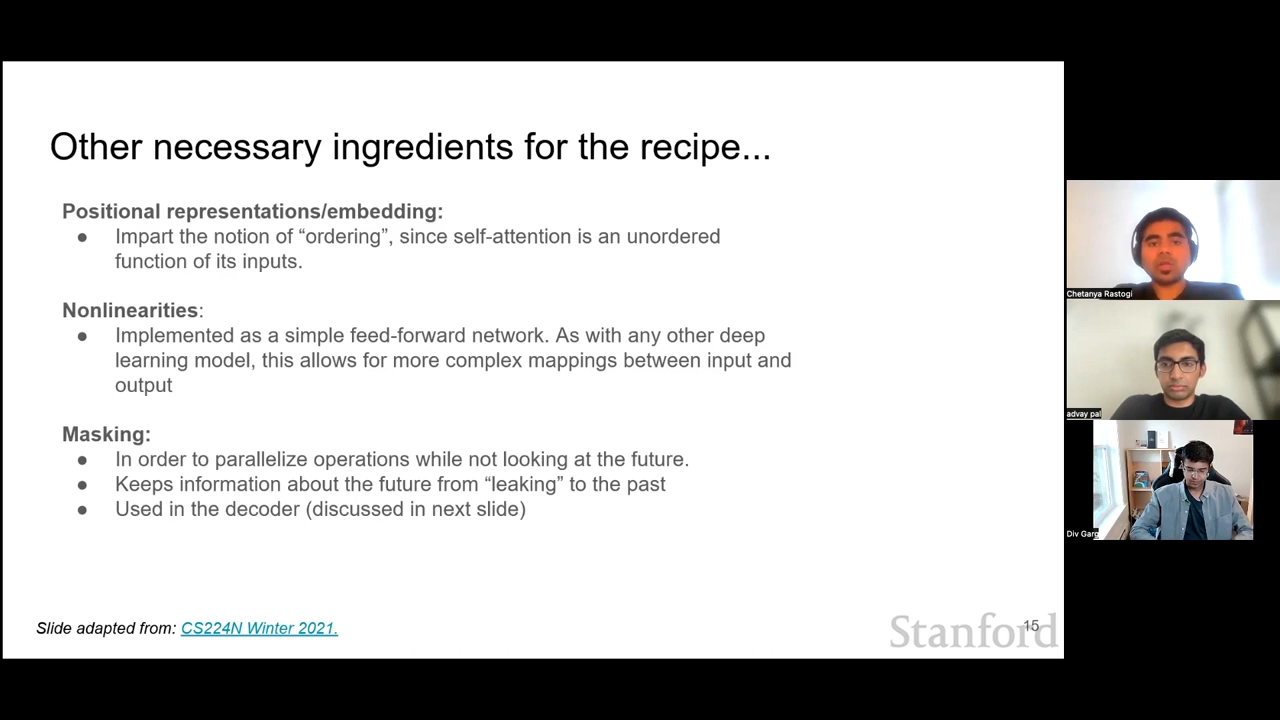 Other necessary ingredients for the recipe...
Positional representations/embedding:
● Impart the notion of “ordering”, since self-attention is an unordered
function of its inputs.
Nonlinearities:
● Implemented as a simple feed-forward network. As with any other deep
learning model, this allows for more complex mappings between input and
output
Masking:
● In order to parallelize operations while not looking at the future.
● Keeps information about the future from “leaking” to the past
● Used in the decoder (discussed in next slide)
Slide adapted from: CS224N Winter 2021.
Stanford
15
Chetanya Rastogi
advay pal
Div Garg